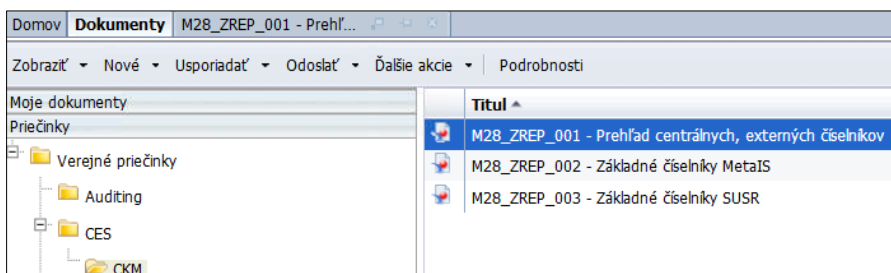 Domov Dokumenty M28_ZREP_001 - Prehľ...
Zobraziť Nové Usporiadať Odoslať Ďalšie akcie Podrobnosti
Moje dokumenty
Priečinky
Verejné priečinky
Auditing
CES
CKM
Titul
M28_ZREP_001 - Prehľad centrálnych, externých číselníkov
M28_ZREP_002 - Základné číselníky MetaIS
M28_ZREP_003 - Základné číselníky SUSR